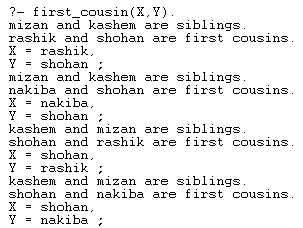 ?- first_cousin(X,Y).
mizan and kashem are siblings.
rashik and shohan are first cousins.
X = rashik,
Y = shohan ;
mizan and kashem are siblings.
nakiba and shohan are first cousins.
X = nakiba,
Y = shohan ;
kashem and mizan are siblings.
shohan and rashik are first cousins.
X = shohan,
Y = rashik ;
kashem and mizan are siblings.
shohan and nakiba are first cousins.
X = shohan,
Y = nakiba ;